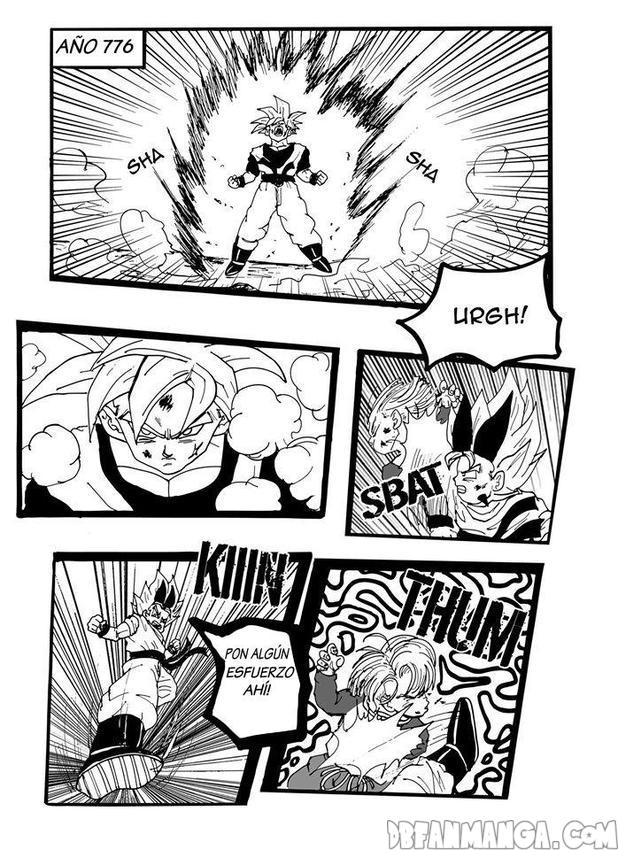 AÑO 776
SHA
SHA
URGH!
SBAT
KIIIN
PON ALGÚN
ESFUERZO
AHÍ!
THUM
DBFANMANGA.COM